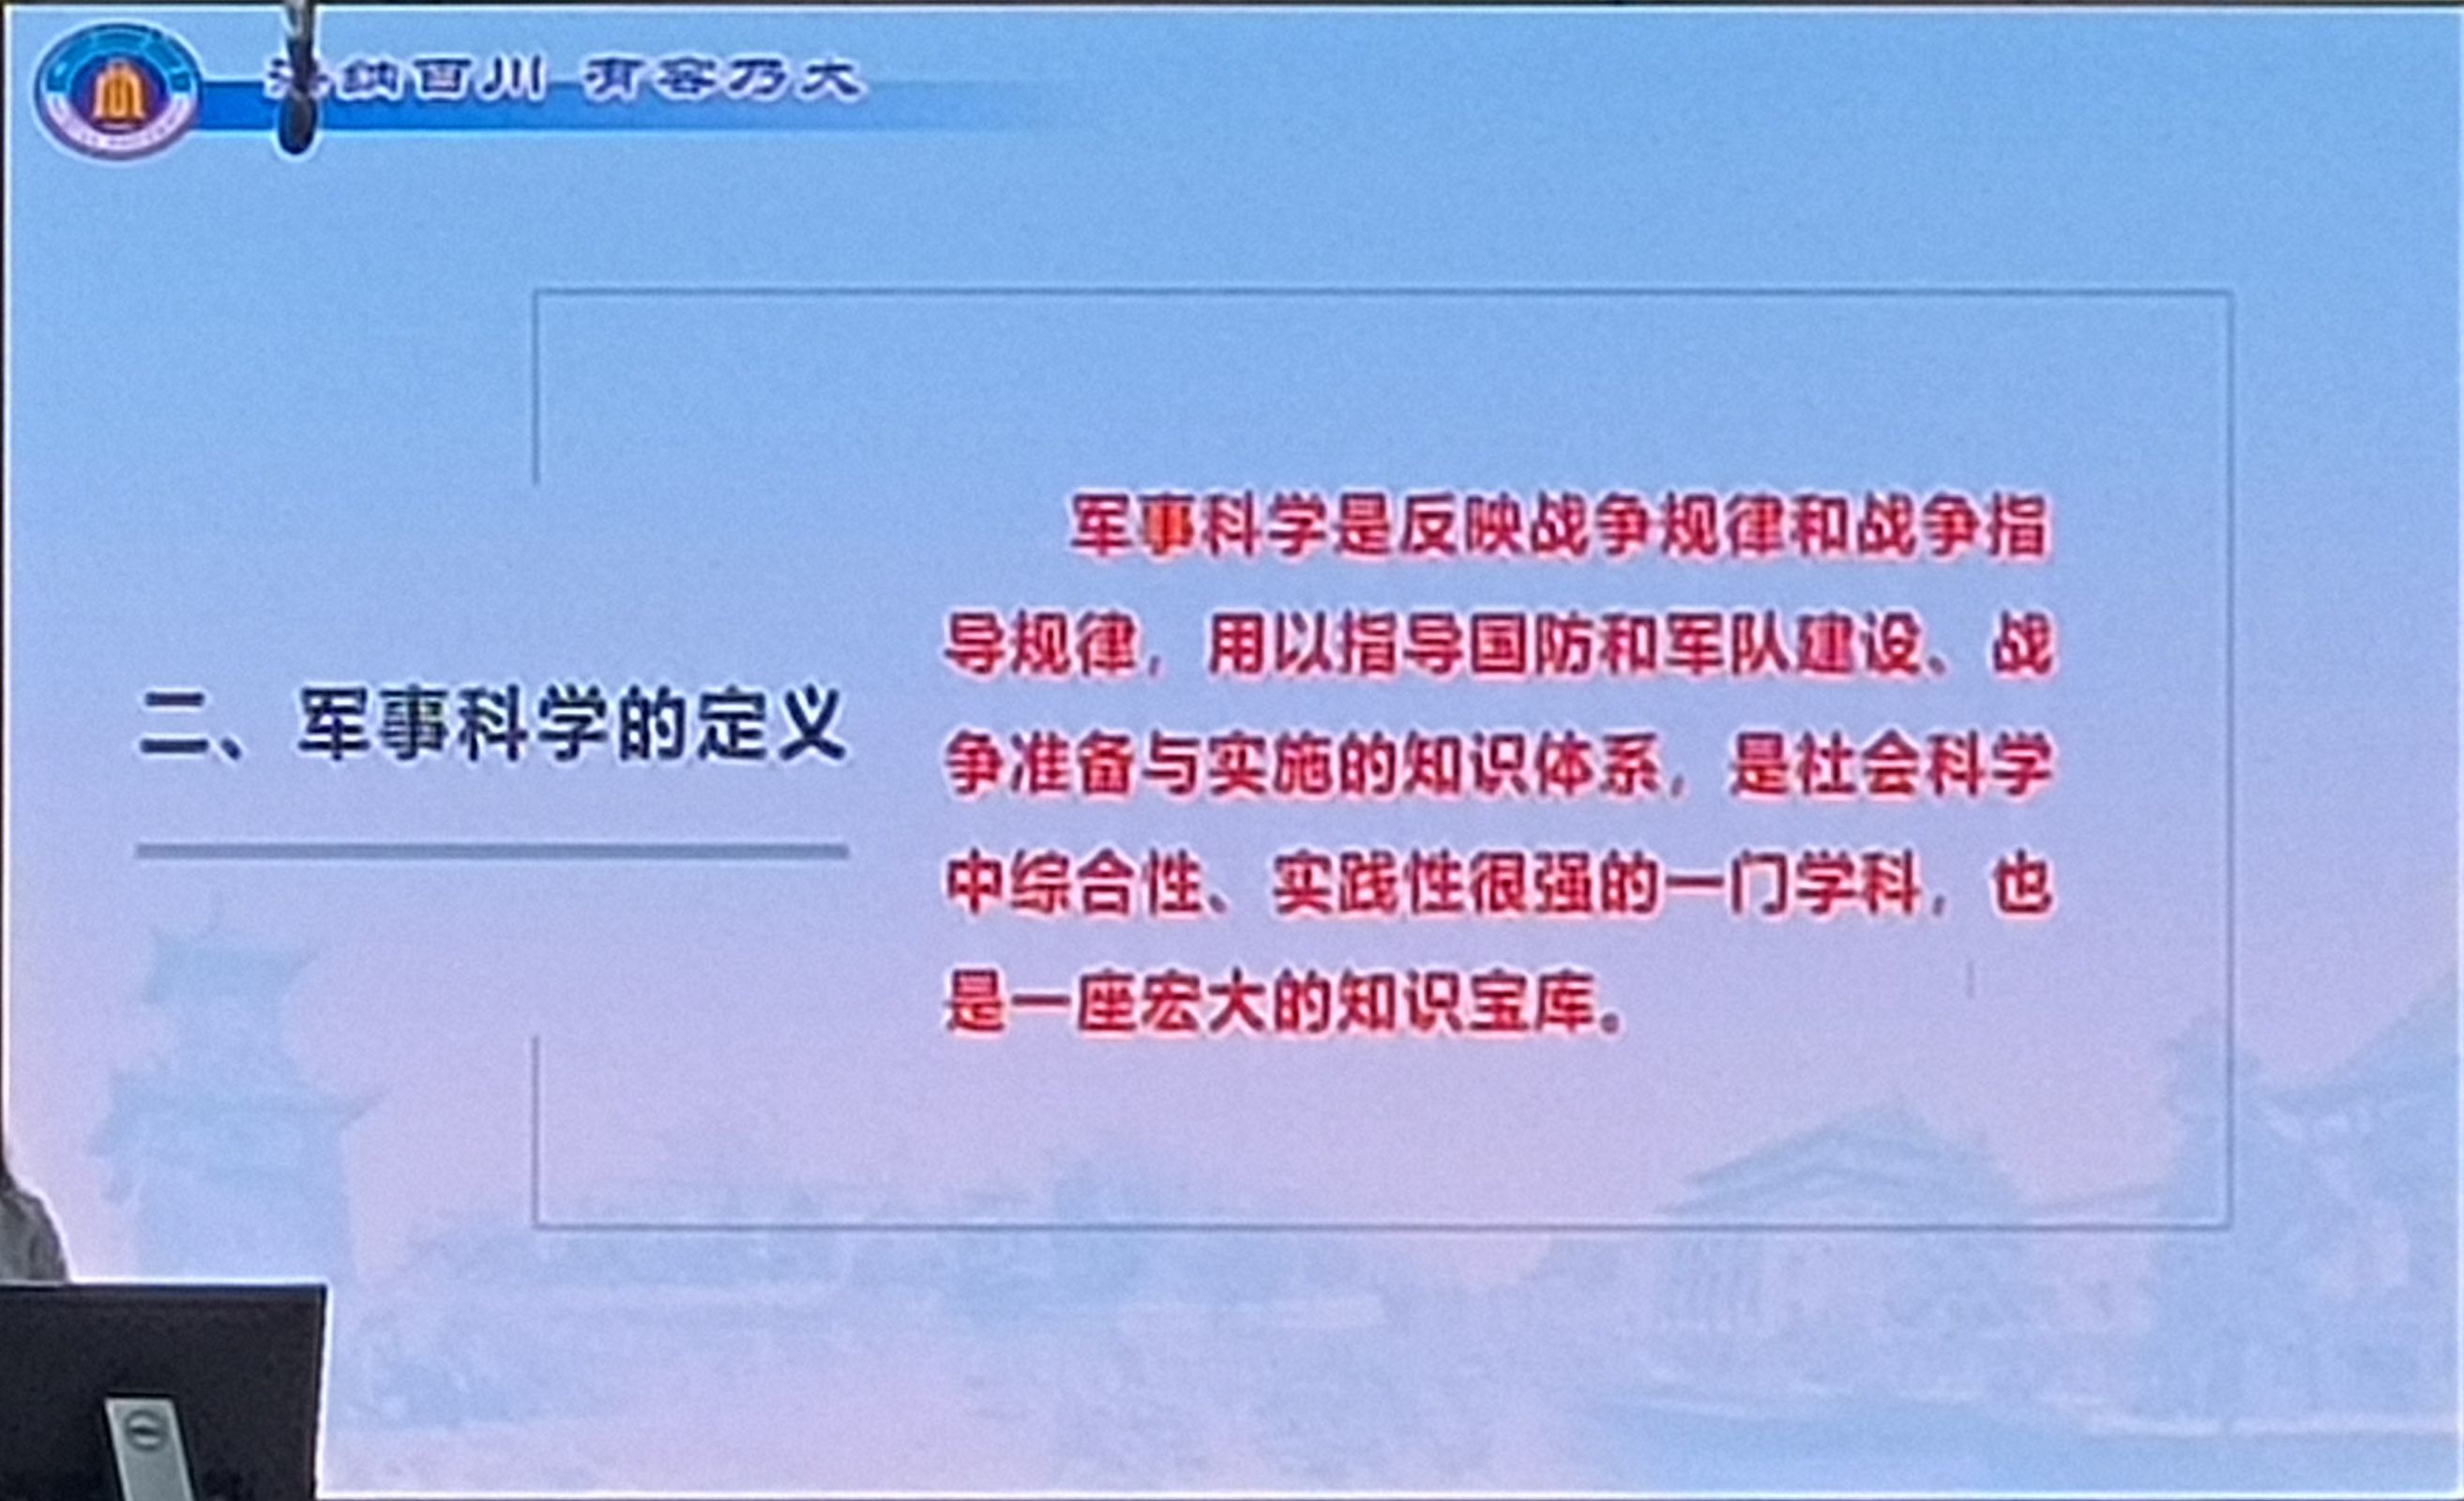 海纳百川 有容乃大
二、军事科学的定义
军事科学是反映战争规律和战争指
导规律，用以指导国防和军队建设、战
争准备与实施的知识体系，是社会科学
中综合性、实践性很强的一门学科，也
是一座宏大的知识宝库。